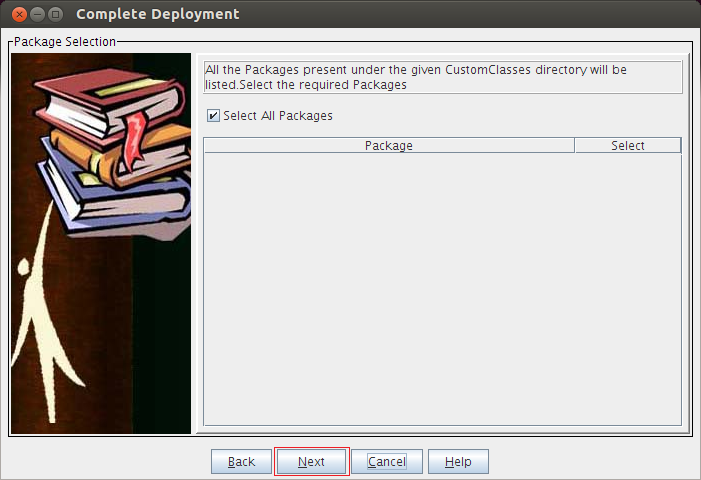 Complete Deployment
Package Selection
All the Packages present under the given CustomClasses directory will be
listed.Select the required Packages
Select All Packages
Package Select
Back Next Cancel Help